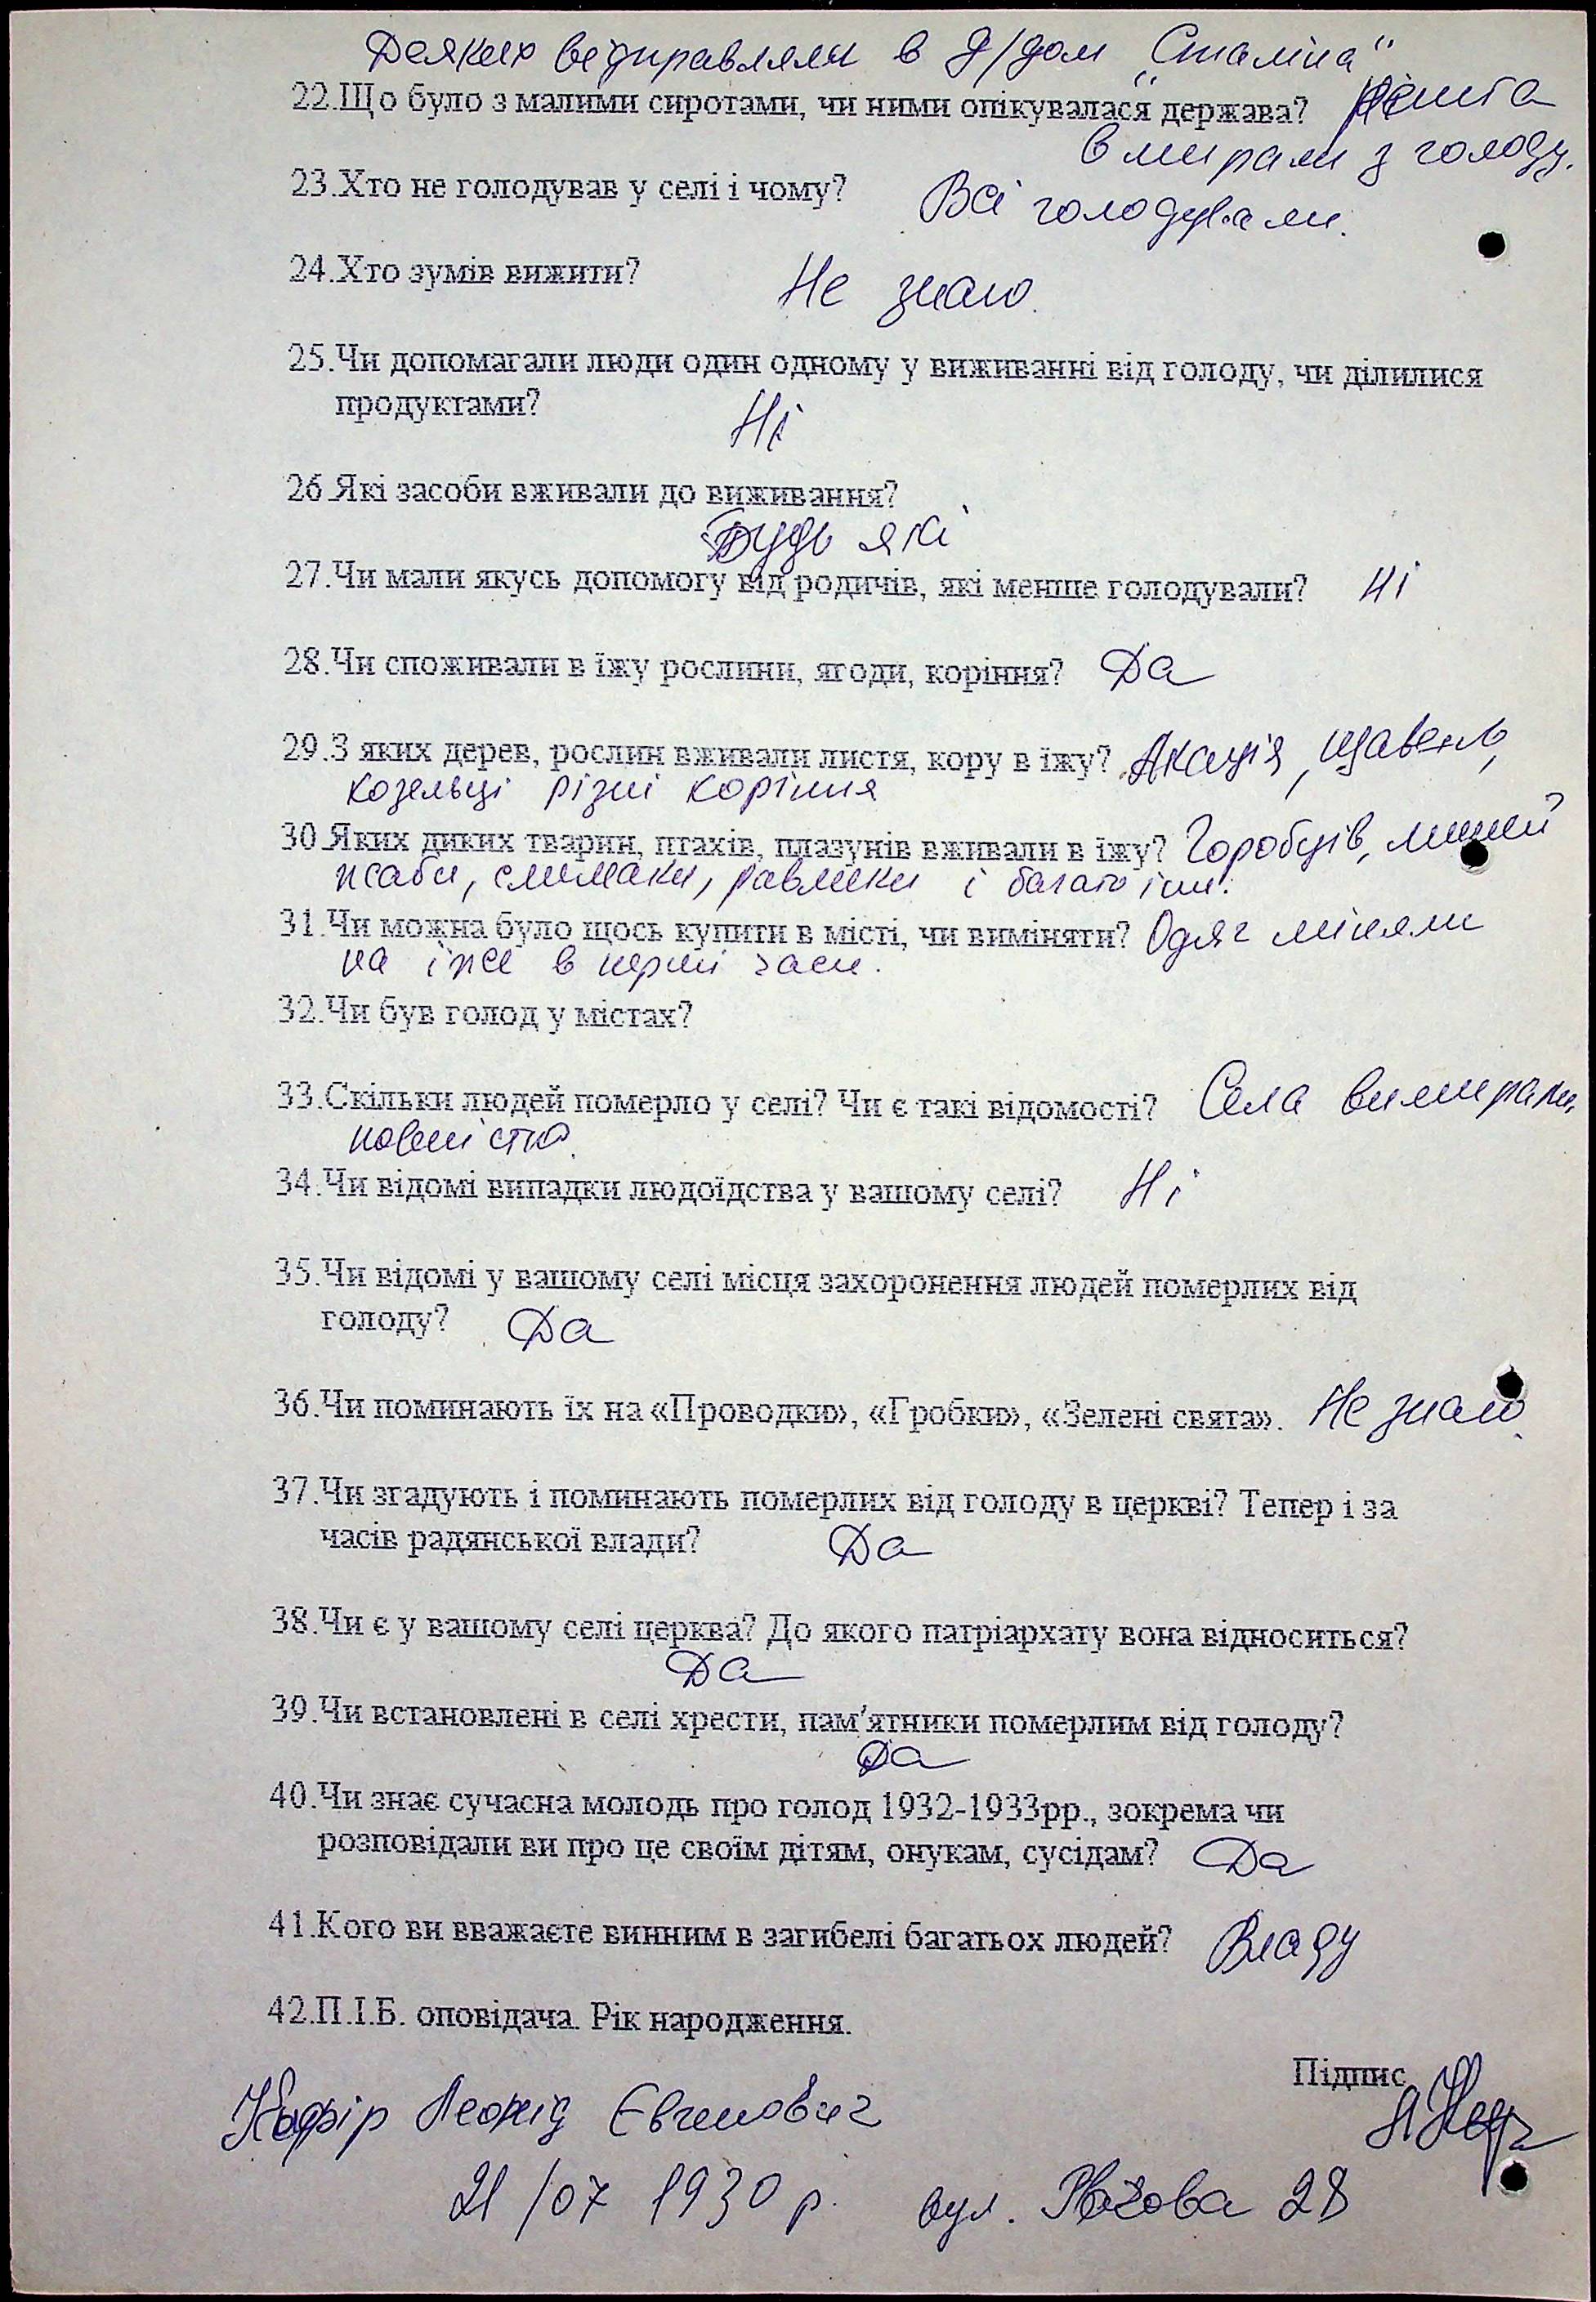 Деяких відправляли в д/дом "Сталіна"
22.Що було з малими сиротами, чи ними опікувалася держава? решта
вмирали з голоду.
23.Хто не голодував у селі і чому? Всі голодували.
24.Хто зумів вижити? Не знаю.
25.Чи допомагали люди один одному у виживанні від голоду, чи ділилися
продуктами? Ні
26.Які засоби вживали до виживання?
Будь які
27.Чи мали якусь допомогу від родичів, які менше голодували? Ні
28.Чи споживали в їжу рослини, ягоди, коріння? Да
29.З яких дерев, рослин вживали листя, кору в їжу? Акація, щавель,
козельці різні коріння
30.Яких диких тварин, птахів, плазунів вживали в їжу? Горобців, мишей
жаби, слимаки, равлики і багато інш.
31.Чи можна було щось купити в місті, чи виміняти? Одяг міняли
на їжу в перші часи.
32.Чи був голод у містах?
33.Скільки людей померло у селі? Чи є такі відомості? Села вимирали
повністю.
34.Чи відомі випадки людоїдства у вашому селі? Ні
35.Чи відомі у вашому селі місця захоронення людей померлих від
голоду? Да
36.Чи поминають їх на «Проводки», «Гробки», «Зелені свята». Не знаю.
37.Чи згадують і поминають померлих від голоду в церкві? Тепер і за
часів радянської влади? Да
38.Чи є у вашому селі церква? До якого патріархату вона відноситься?
Да
39.Чи встановлені в селі хрести, пам'ятники померлим від голоду?
Да
40.Чи знає сучасна молодь про голод 1932-1933рр., зокрема чи
розповідали ви про це своїм дітям, онукам, сусідам? Да
41.Кого ви вважаєте винним в загибелі багатьох людей? Владу
42.П.І.Б. оповідача. Рік народження.
Підпис
Леонід Євгенович
21/07 1930 р. вул. 28